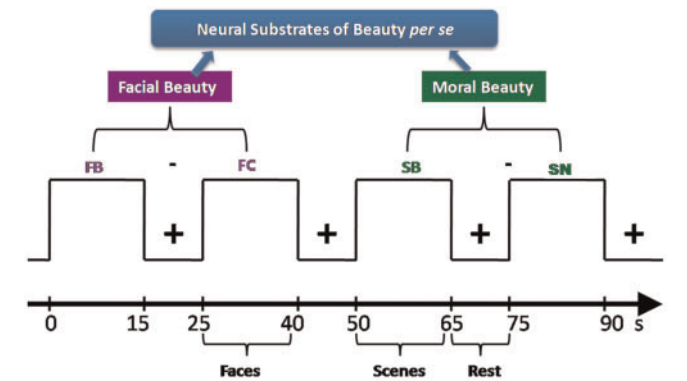 Neural Substrates of Beauty per se
Facial Beauty
Moral Beauty
FB - FC SB - SN
+ + + +
0 15 25 40 50 65 75 90 s
Faces Scenes Rest